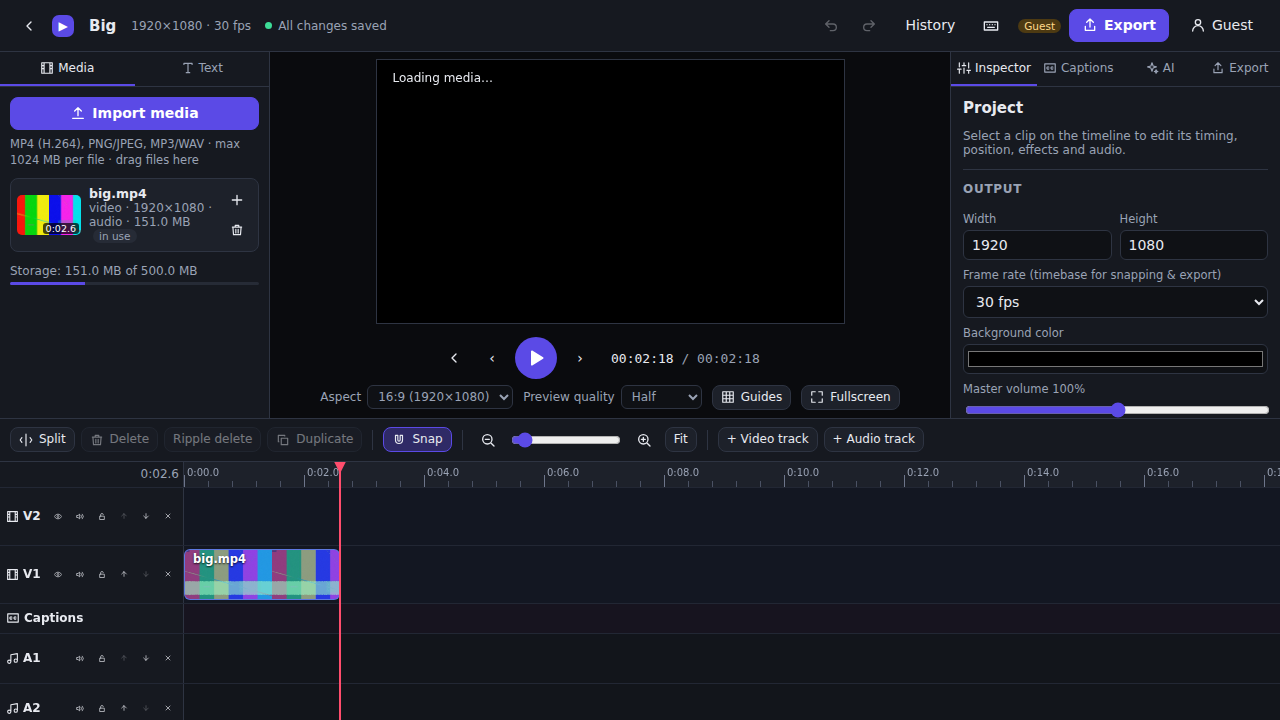 Big
1920×1080 · 30 fps
All changes saved
History
Guest
Export
Guest
Media
Text
Import media
MP4 (H.264), PNG/JPEG, MP3/WAV · max
1024 MB per file · drag files here
big.mp4
video · 1920×1080 ·
audio · 151.0 MB
in use
0:02.6
Storage: 151.0 MB of 500.0 MB
Loading media…
00:02:18 / 00:02:18
Aspect
16:9 (1920×1080)
Preview quality
Half
Guides
Fullscreen
Inspector
Captions
AI
Export
Project
Select a clip on the timeline to edit its timing,
position, effects and audio.
OUTPUT
Width
Height
1920
1080
Frame rate (timebase for snapping & export)
30 fps
Background color
Master volume 100%
Split
Delete
Ripple delete
Duplicate
Snap
Fit
+ Video track
+ Audio track
0:02.6
0:00.0
0:02.0
0:04.0
0:06.0
0:08.0
0:10.0
0:12.0
0:14.0
0:16.0
V2
V1
big.mp4
Captions
A1
A2